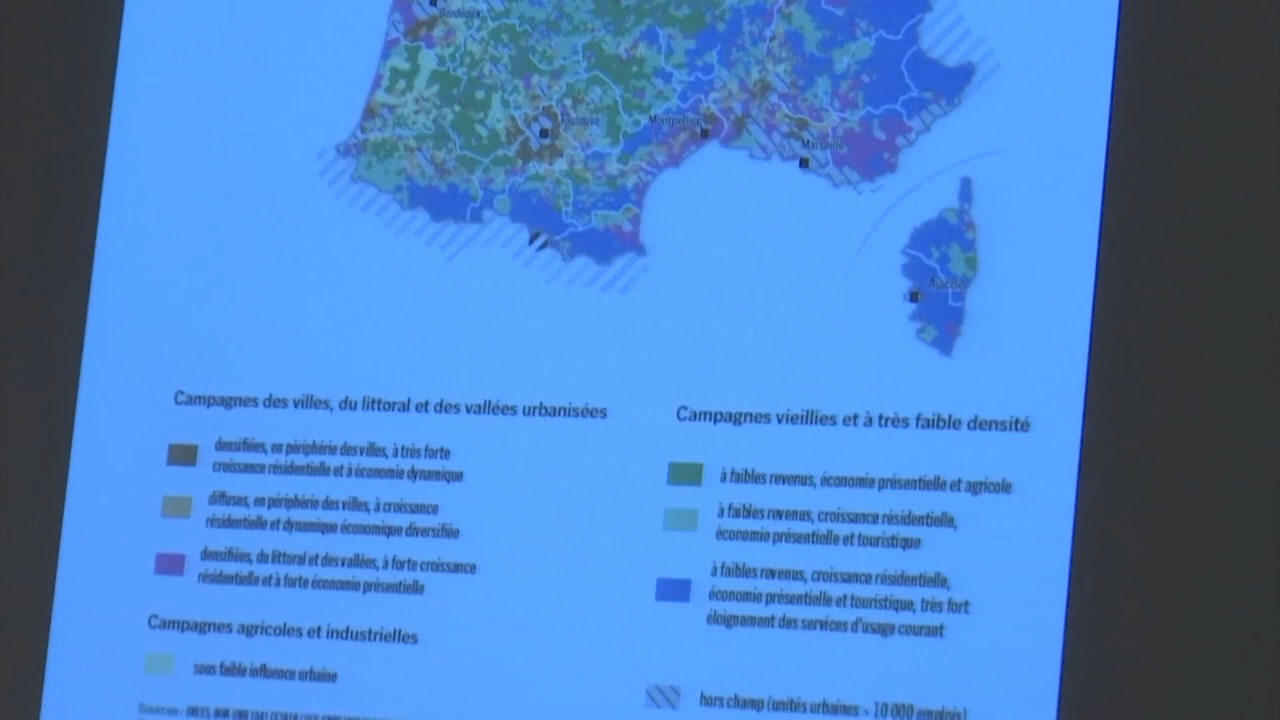 Bordeaux
Toulouse
Montpellier
Marseille
Ajaccio
Campagnes des villes, du littoral et des vallées urbanisées
densifiées, en périphérie des villes, à très forte
croissance résidentielle et à économie dynamique
diffuses, en périphérie des villes, à croissance
résidentielle et dynamique économique diversifiée
densifiées, du littoral et des vallées, à forte croissance
résidentielle et à forte économie présentielle
Campagnes agricoles et industrielles
sous faible influence urbaine
Sources :
Campagnes vieillies et à très faible densité
à faibles revenus, économie présentielle et agricole
à faibles revenus, croissance résidentielle,
économie présentielle et touristique
à faibles revenus, croissance résidentielle,
économie présentielle et touristique, très fort
éloignement des services d'usage courant
hors champ (unités urbaines > 10 000 emplois)